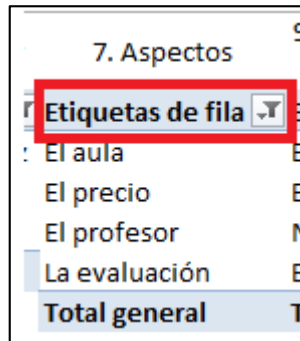 7. Aspectos
Etiquetas de fila
El aula
El precio
El profesor
La evaluación
Total general